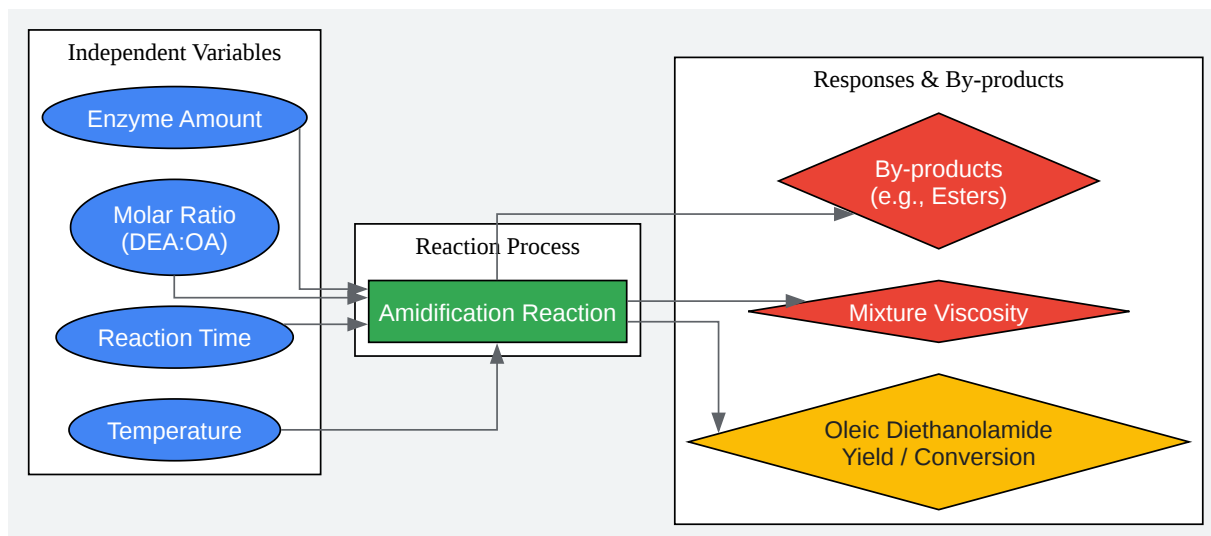 Independent Variables
Enzyme Amount
Molar Ratio
(DEA:OA)
Reaction Time
Temperature
Reaction Process
Amidification Reaction
Responses & By-products
By-products
(e.g., Esters)
Mixture Viscosity
Oleic Diethanolamide
Yield / Conversion